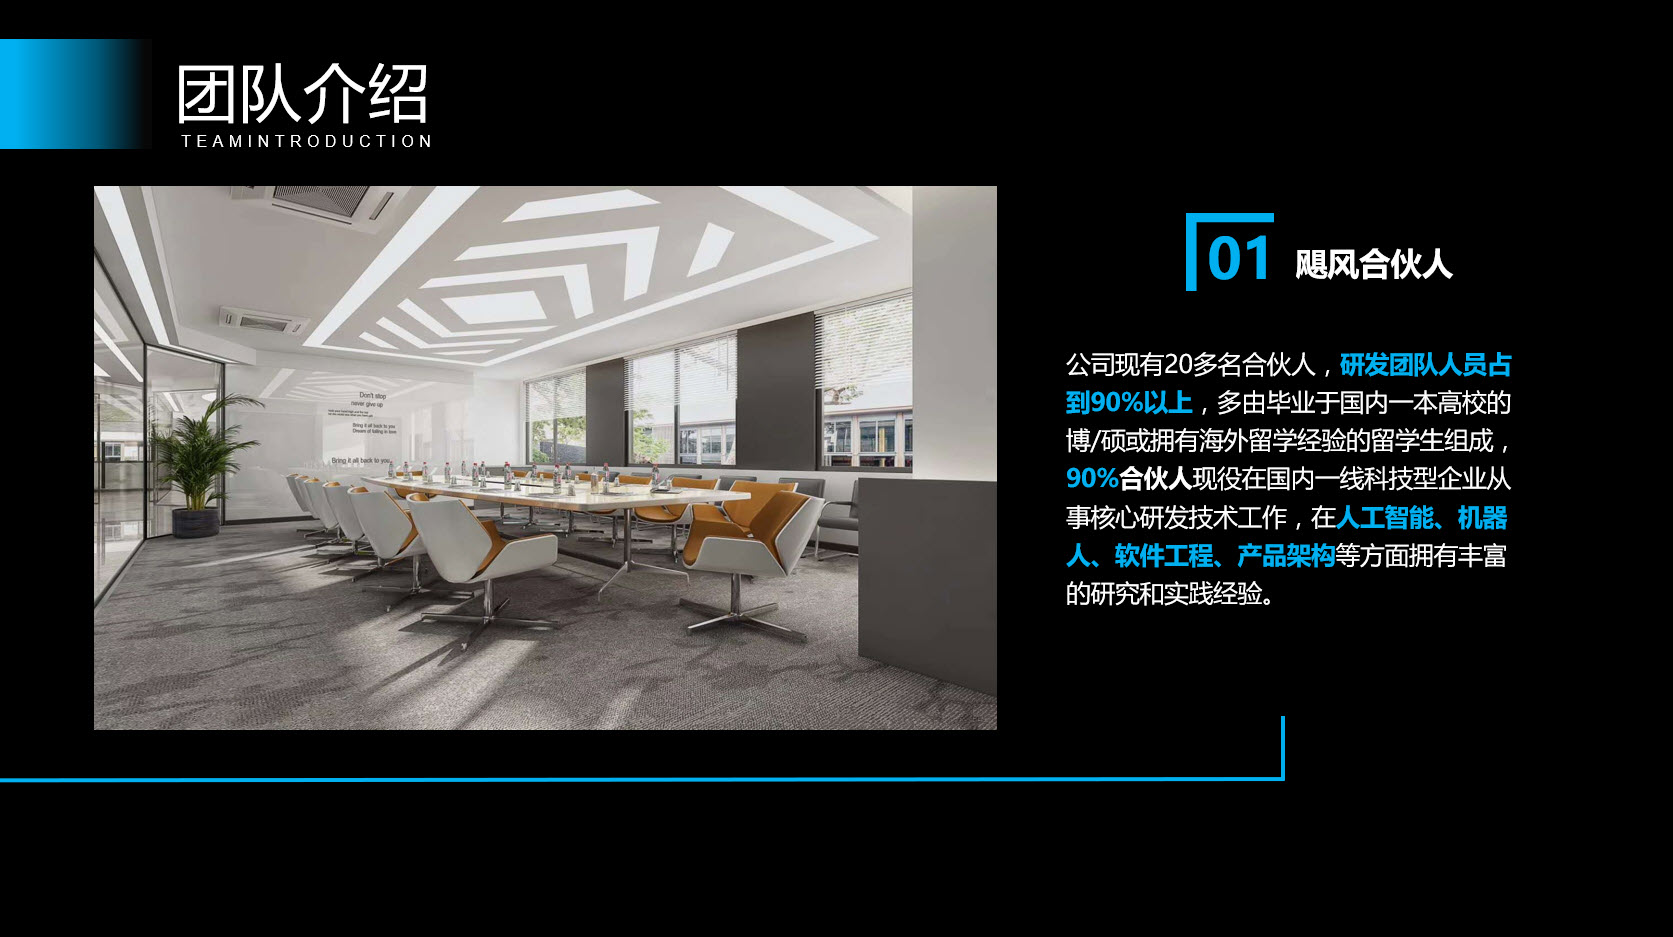 团队介绍
TEAMINTRODUCTION
Don't stop
never give up
Bring it all back to you
Dream of falling in love
Bring it all back to you
01 飓风合伙人
公司现有20多名合伙人，研发团队人员占
到90%以上，多由毕业于国内一本高校的
博/硕或拥有海外留学经验的留学生组成，
90%合伙人现役在国内一线科技型企业从
事核心研发技术工作，在人工智能、机器
人、软件工程、产品架构等方面拥有丰富
的研究和实践经验。